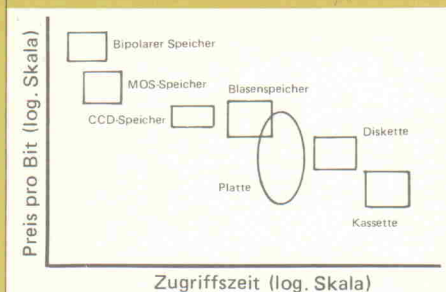 Preis pro Bit (log. Skala)
Bipolarer Speicher
MOS-Speicher
Blasenspeicher
CCD-Speicher
Diskette
Platte
Kassette
Zugriffszeit (log. Skala)